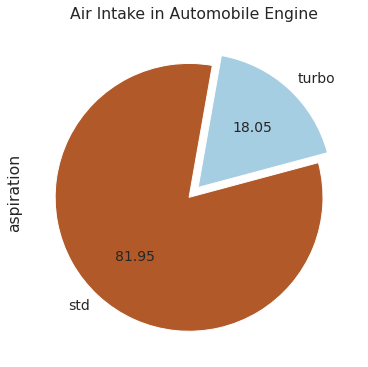 Air Intake in Automobile Engine
turbo
18.05
aspiration
81.95
std